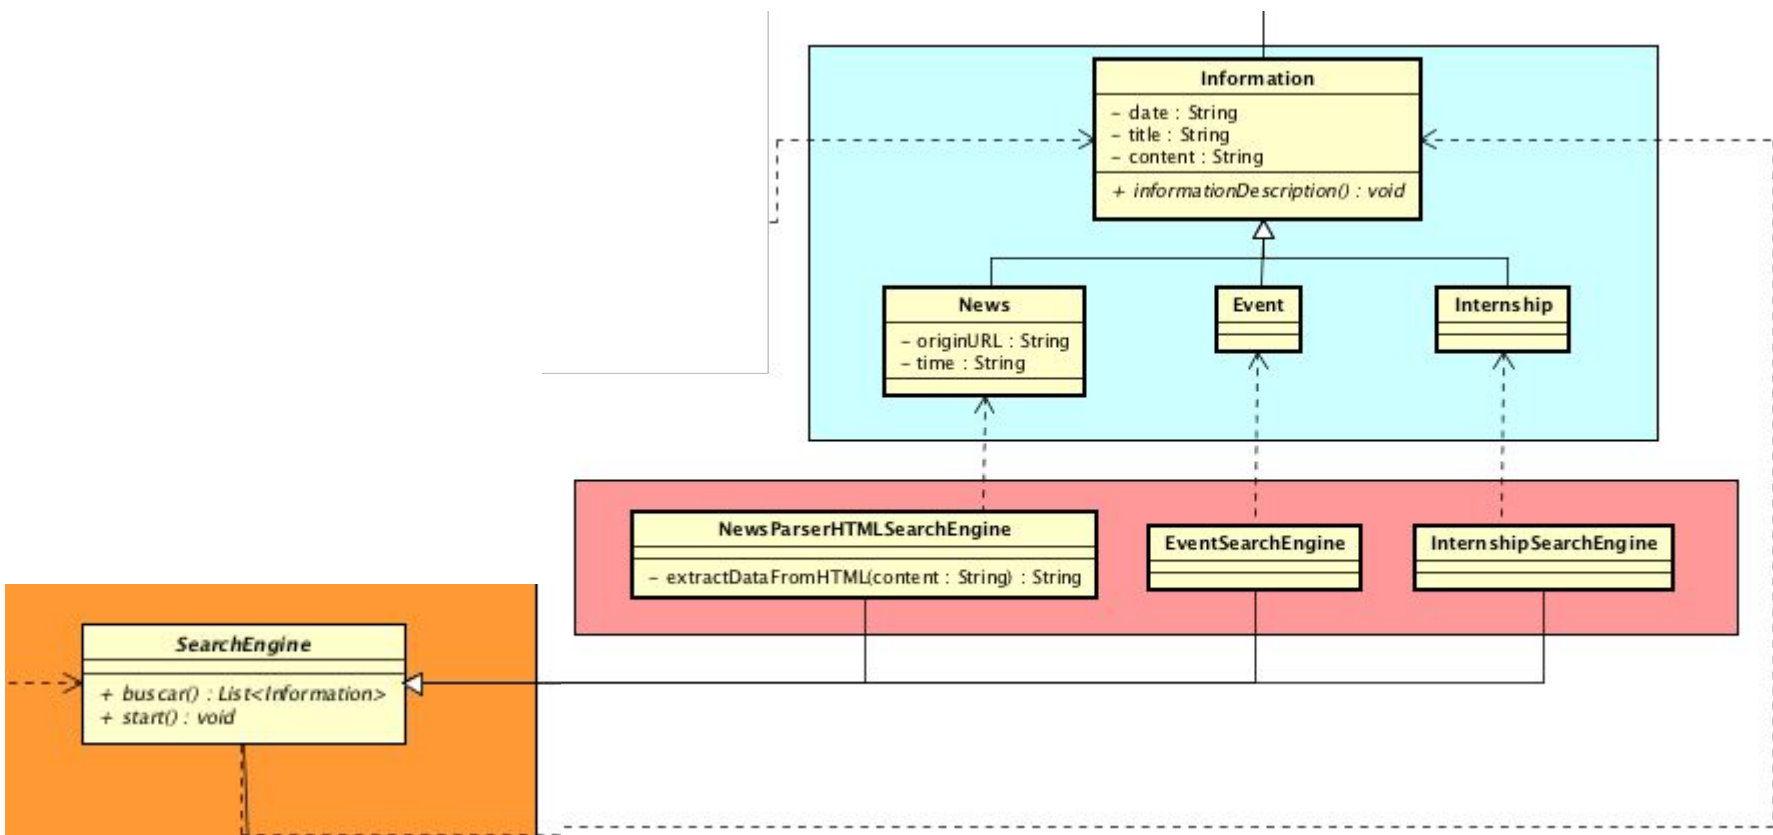 Information
- date : String
- title : String
- content : String
+ informationDescription() : void
News
- originURL : String
- time : String
Event
Internship
NewsParserHTMLSearchEngine
- extractDataFromHTML(content : String) : String
EventSearchEngine
InternshipSearchEngine
SearchEngine
+ buscar() : List<Information>
+ start() : void